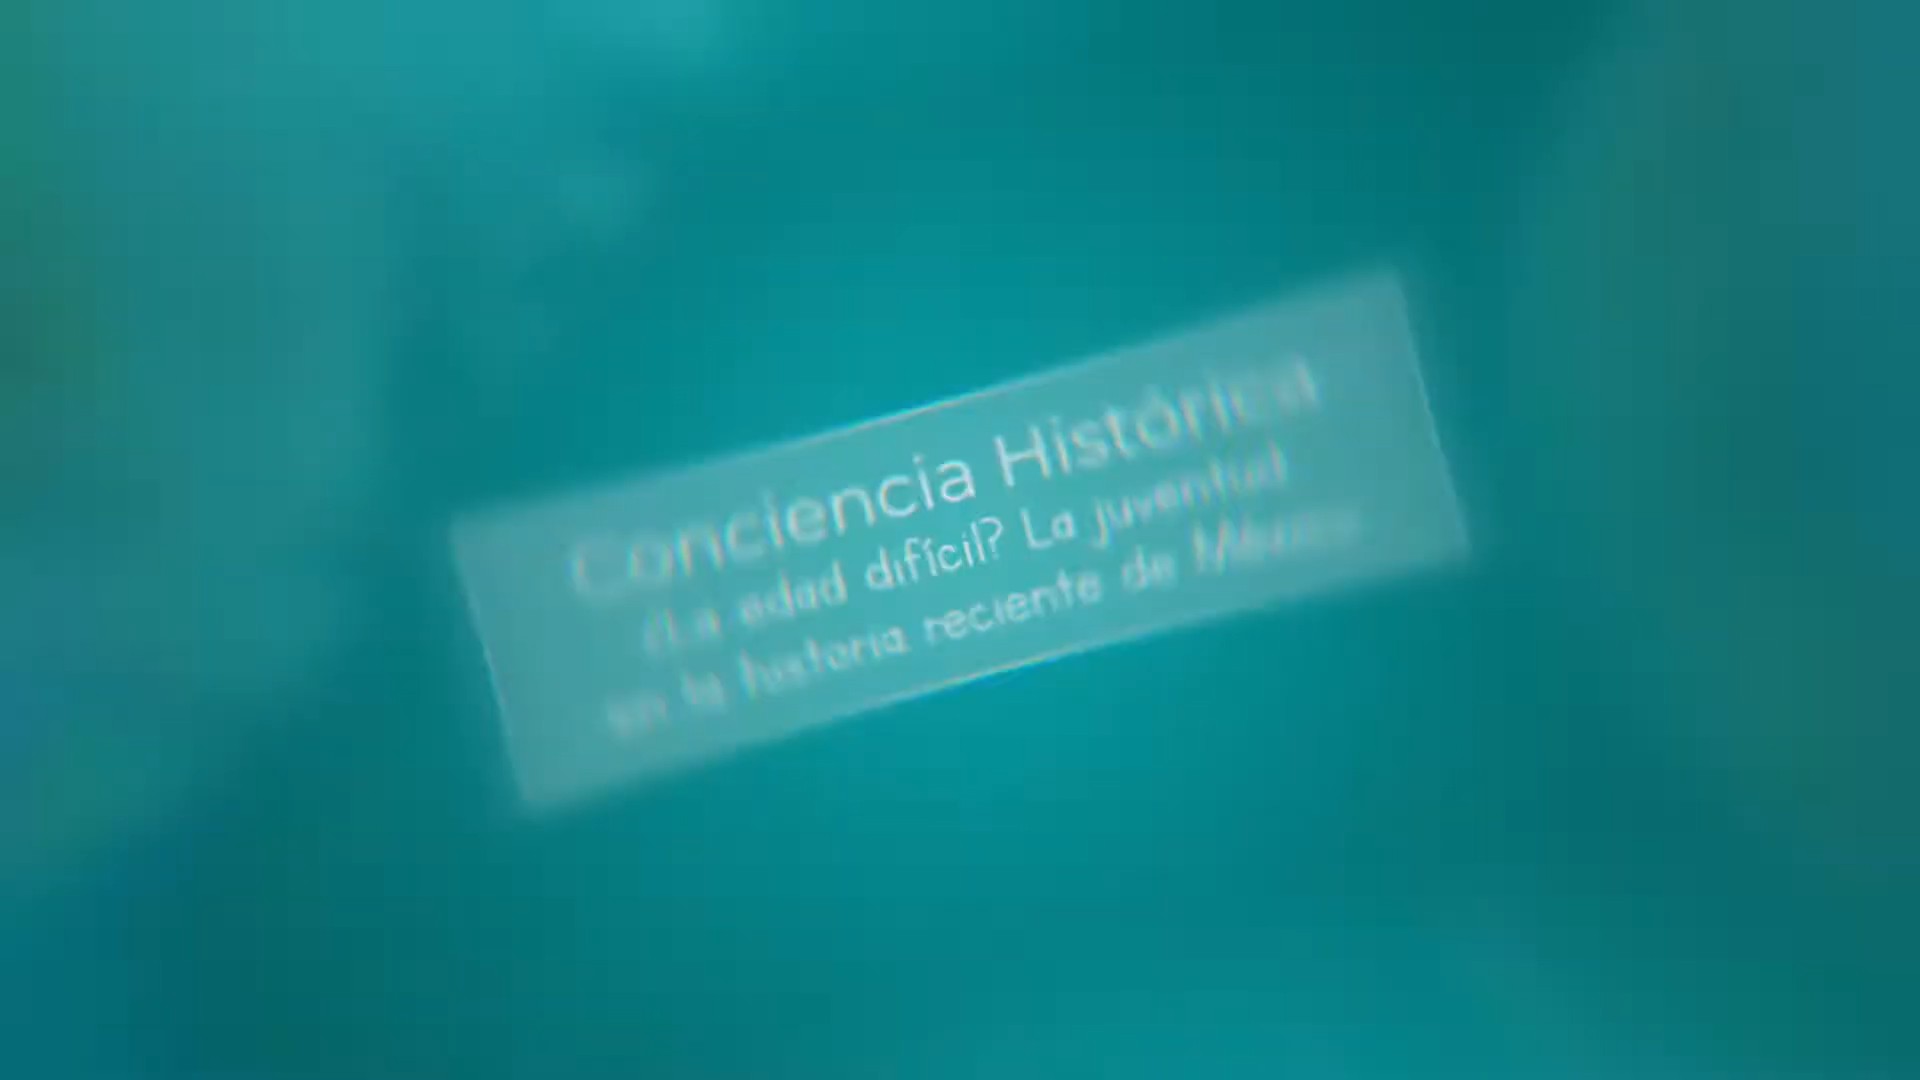 Conciencia Histórica
¿La edad difícil? La juventud
en la historia reciente de México